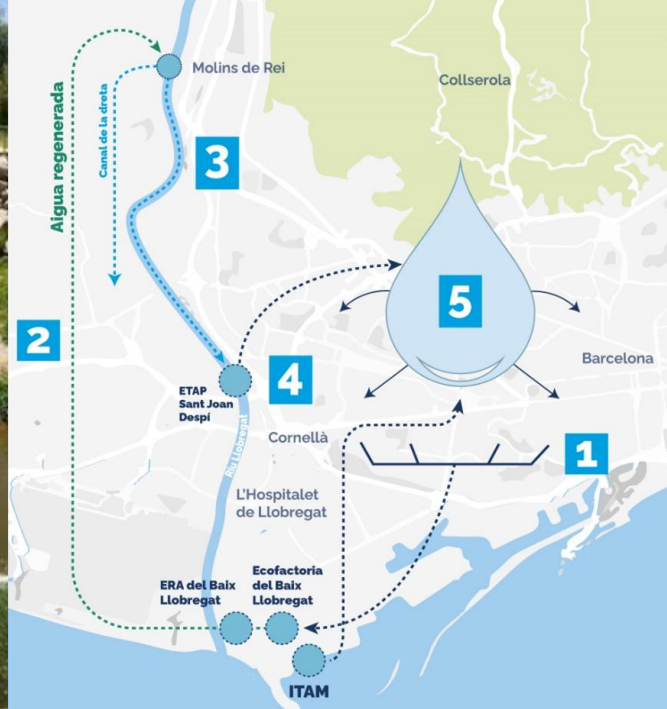 Molins de Rei
Collserola
Aigua regenerada
Canal de la dreta
3
5
2
Barcelona
4
ETAP
Sant Joan
Despí
Cornellà
Riu Llobregat
1
L'Hospitalet
de Llobregat
ERA del Baix
Llobregat
Ecofactoria
del Baix
Llobregat
ITAM